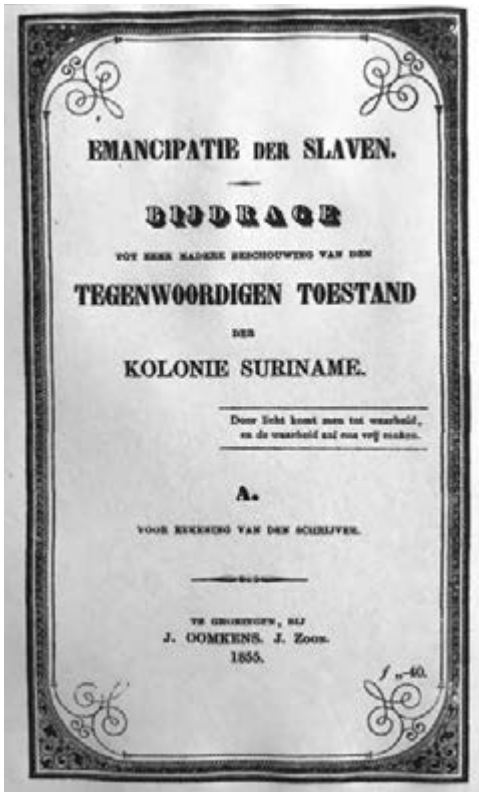 EMANCIPATIE DER SLAVEN.
BIJDRAGE
TOT EENE NADERE BESCHOUWING VAN DEN
TEGENWOORDIGEN TOESTAND
DER
KOLONIE SURINAME.
Door licht komt men tot waarheid,
en de waarheid zal ons vrij maken.
A.
VOOR REKENING VAN DEN SCHRIJVER.
TE GRONINGEN, BIJ
J. OOMKENS. J. Zoon.
1855.
ƒ „-40.